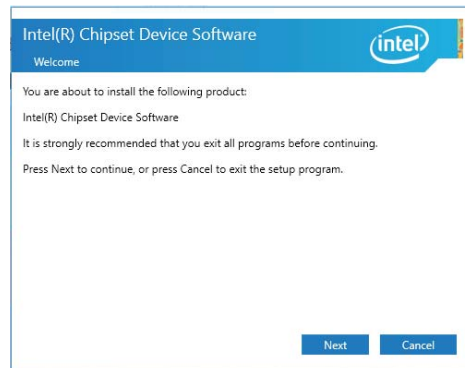 Intel(R) Chipset Device Software
Welcome
intel
You are about to install the following product:
Intel(R) Chipset Device Software
It is strongly recommended that you exit all programs before continuing.
Press Next to continue, or press Cancel to exit the setup program.
Next Cancel